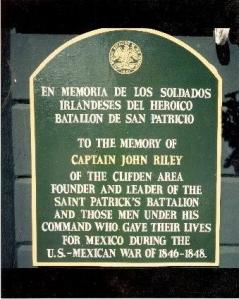 EN MEMORIA DE LOS SOLDADOS
IRLANDESES DEL HEROICO
BATALLON DE SAN PATRICIO
TO THE MEMORY OF
CAPTAIN JOHN RILEY
OF THE CLIFDEN AREA
FOUNDER AND LEADER OF THE
SAINT PATRICK'S BATTALION
AND THOSE MEN UNDER HIS
COMMAND WHO GAVE THEIR LIVES
FOR MEXICO DURING THE
U.S.-MEXICAN WAR OF 1846-1848.